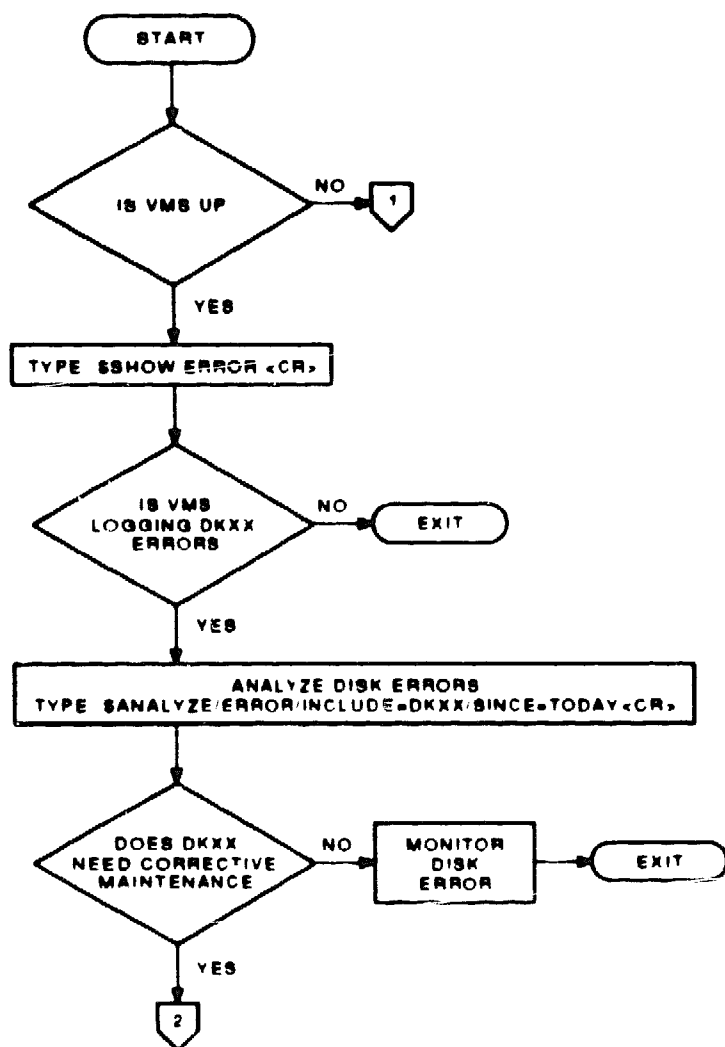 START
IS VMS UP
NO
1
YES
TYPE $SHOW ERROR <CR>
IS VMS
LOGGING DKXX
ERRORS
NO
EXIT
YES
ANALYZE DISK ERRORS
TYPE $ANALYZE/ERROR/INCLUDE=DKXX/SINCE=TODAY<CR>
DOES DKXX
NEED CORRECTIVE
MAINTENANCE
NO
MONITOR
DISK
ERROR
EXIT
YES
2